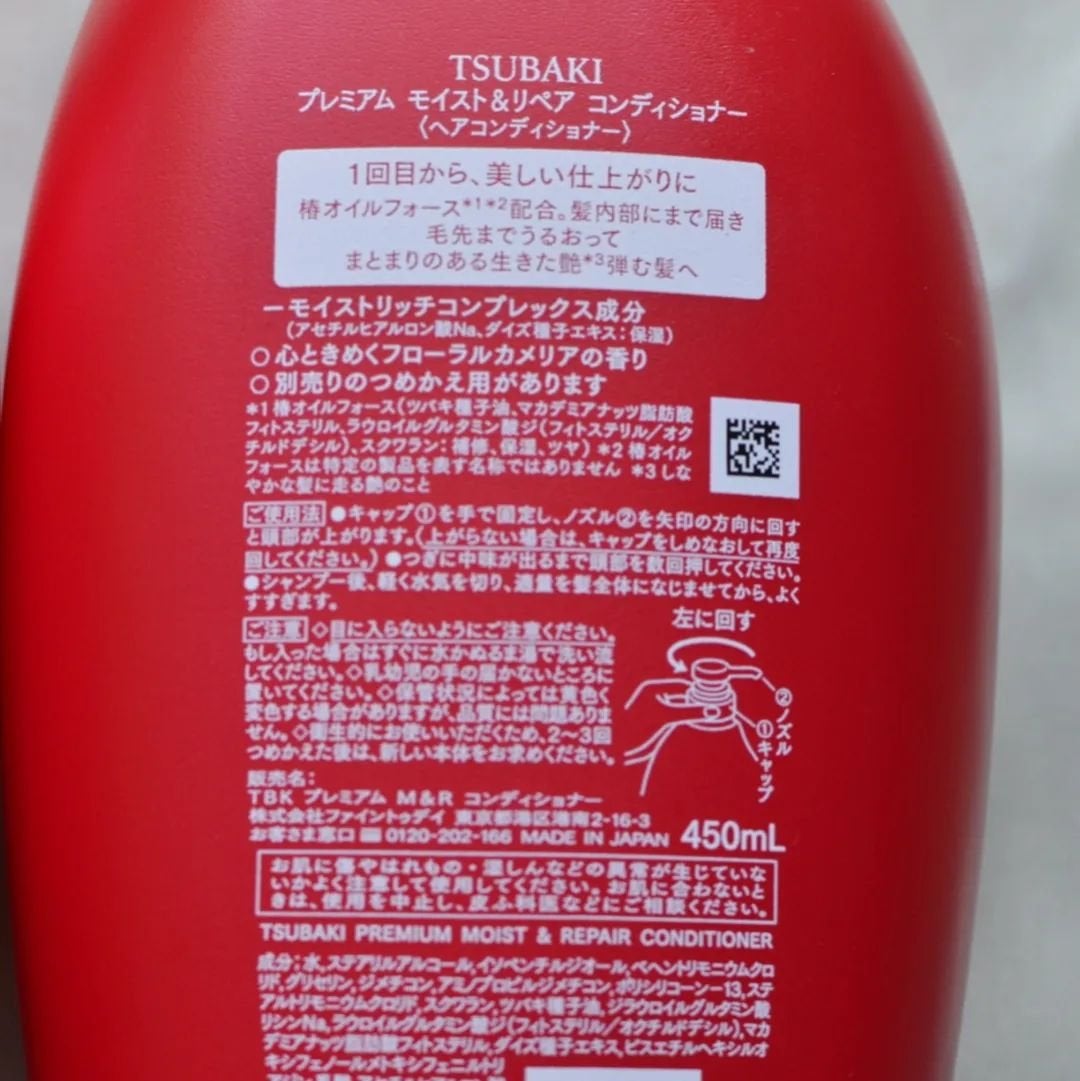 TSUBAKI
プレミアム モイスト&リペア コンディショナー
〈ヘアコンディショナー〉
1回目から、美しい仕上がりに
椿オイルフォース*1*2配合。髪内部にまで届き
毛先までうるおって
まとまりのある生きた艶*3弾む髪へ
ーモイストリッチコンプレックス成分
(アセチルヒアルロン酸Na、ダイズ種子エキス:保湿)
○心ときめくフローラルカメリアの香り
○別売りのつめかえ用があります
*1椿オイルフォース(ツバキ種子油、マカデミアナッツ脂肪酸
フィトステリル、ラウロイルグルタミン酸ジ(フィトステリル/オク
チルドデシル)、スクワラン:補修、保湿、ツヤ) *2椿オイル
フォースは特定の製品を表す名称ではありません *3しな
やかな髪に走る艶のこと
ご使用法 ●キャップ①を手で固定し、ノズル②を矢印の方向に回す
と頭部が上がります。(上がらない場合は、キャップをしめなおして再度
回してください。) ●つぎに中味が出るまで頭部を数回押してください。
●シャンプー後、軽く水気を切り、適量を髪全体になじませてから、よく
すすぎます。
左に回す
②ノズル
①キャップ
ご注意 ◇目に入らないようにご注意ください。
もし入った場合はすぐに水かぬるま湯で洗い流
してください。◇乳幼児の手の届かないところに
置いてください。◇保管状況によっては黄色く
変色する場合がありますが、品質には問題ありま
せん。◇衛生的にお使いいただくため、2〜3回
つめかえた後は、新しい本体をお求めください。
販売名:
TBK プレミアム M&R コンディショナー
株式会社ファイントゥデイ 東京都港区港南2-16-3
お客さま窓口 0120-202-166 MADE IN JAPAN 450mL
お肌に傷やはれもの・湿しんなどの異常が生じていな
いかよく注意して使用してください。お肌に合わないと
きは、使用を中止し、皮ふ科医などにご相談ください。
TSUBAKI PREMIUM MOIST & REPAIR CONDITIONER
成分:水、ステアリルアルコール、イソペンチルジオール、ベヘントリモニウムクロ
リド、グリセリン、ジメチコン、アミノプロピルジメチコン、ポリシリコーン-13、ステ
アルトリモニウムクロリド、スクワラン、ツバキ種子油、ジラウロイルグルタミン酸
リシンNa、ラウロイルグルタミン酸ジ(フィトステリル/オクチルドデシル)、マカ
デミアナッツ脂肪酸フィトステリル、ダイズ種子エキス、ビスエチルヘキシルオ
キシフェノールメトキシフェニルトリ